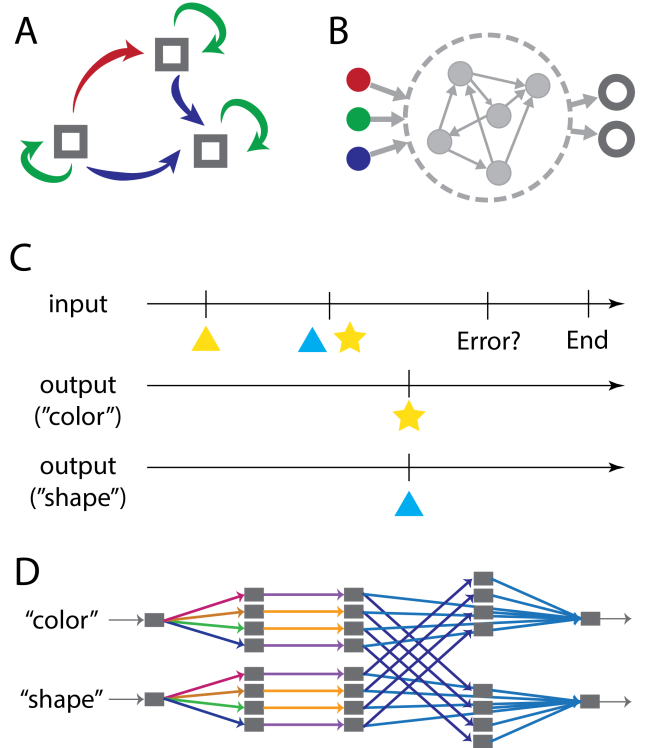 A
B
C
input
Error?
End
output
(”color”)
output
(”shape”)
D
“color”
“shape”